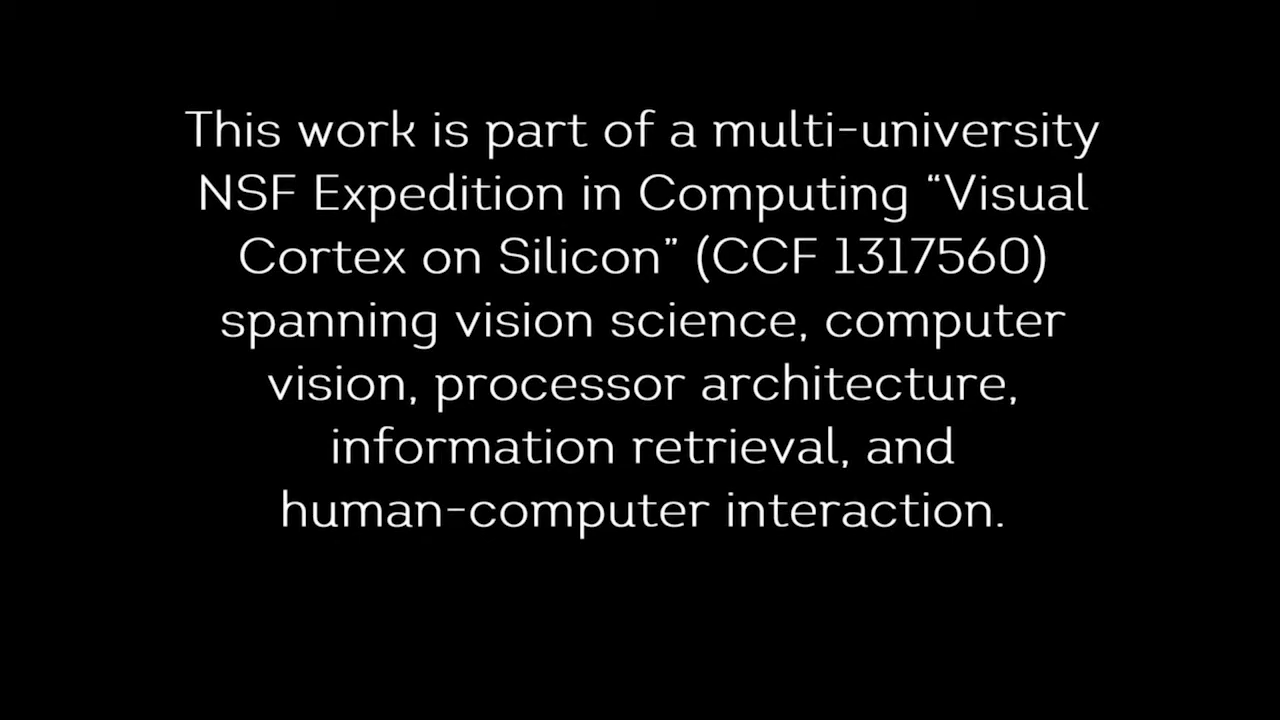 This work is part of a multi-university
NSF Expedition in Computing “Visual
Cortex on Silicon” (CCF 1317560)
spanning vision science, computer
vision, processor architecture,
information retrieval, and
human-computer interaction.